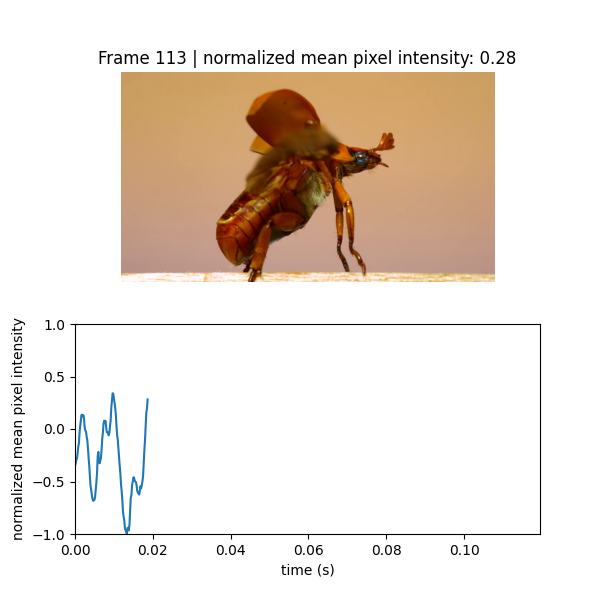 Frame 113 | normalized mean pixel intensity: 0.28
normalized mean pixel intensity
1.0
0.5
0.0
−0.5
−1.0
0.00 0.02 0.04 0.06 0.08 0.10
time (s)